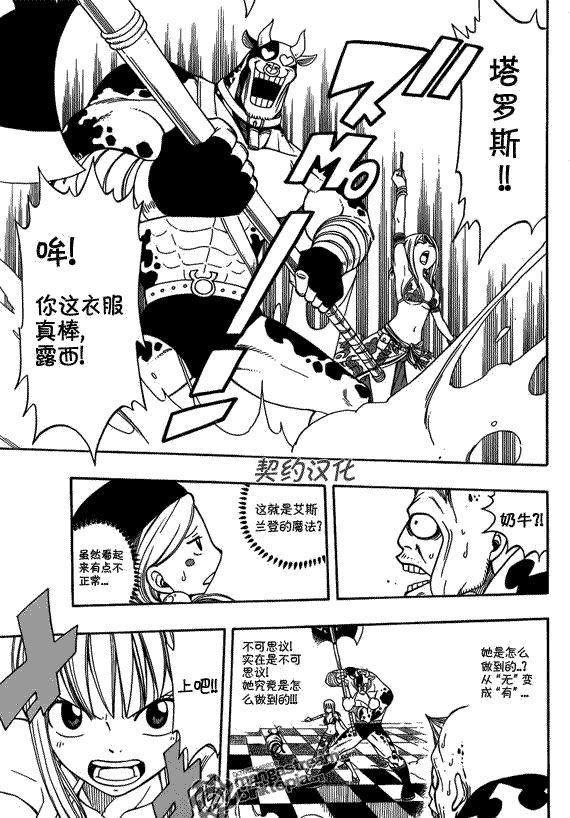 塔罗斯!!
MO
ズ
哞!
你这衣服
真棒,
露西!
契约汉化
奶牛?!
这就是艾斯
兰登的魔法?
虽然看起
来有点不
正常...
她是怎么
做到的..?
从“无”变
成“有”...
不可思议!
实在是不可
思议!
她究竟是怎
么做到的!!!
上吧!!